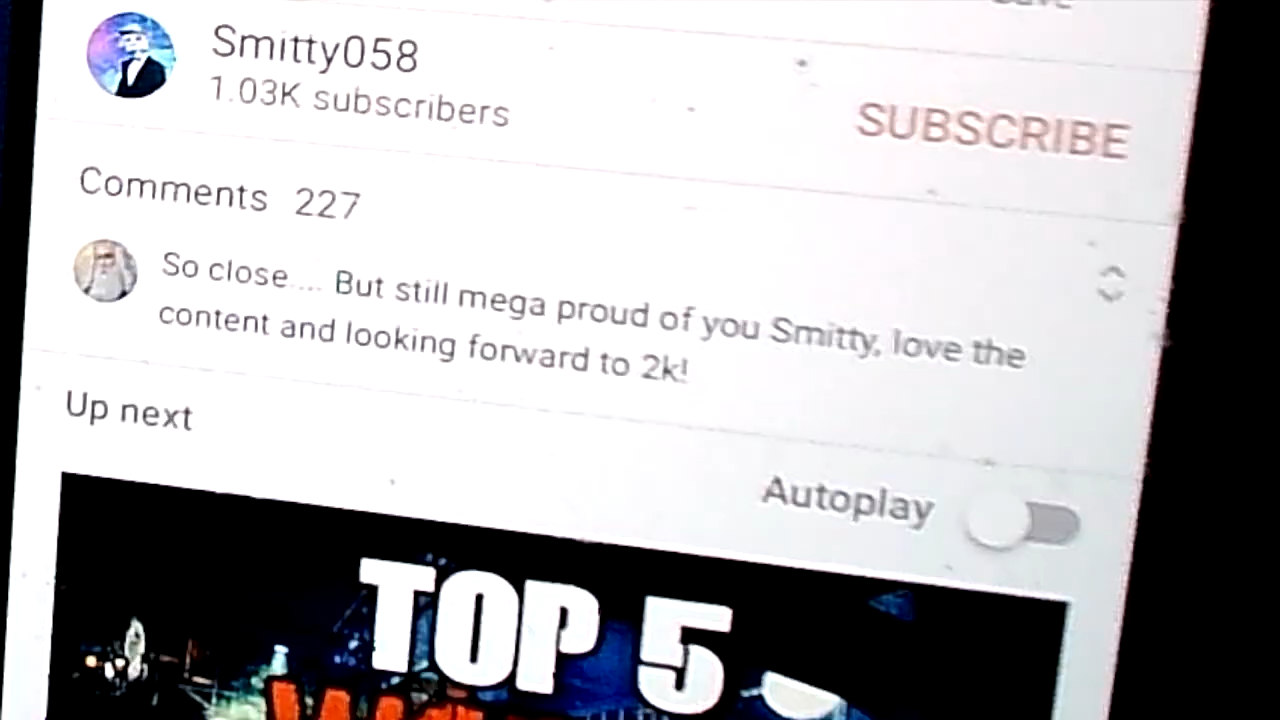 Smitty058
1.03K subscribers
SUBSCRIBE
Comments 227
So close.... But still mega proud of you Smitty, love the
content and looking forward to 2k!
Up next
Autoplay
TOP 5